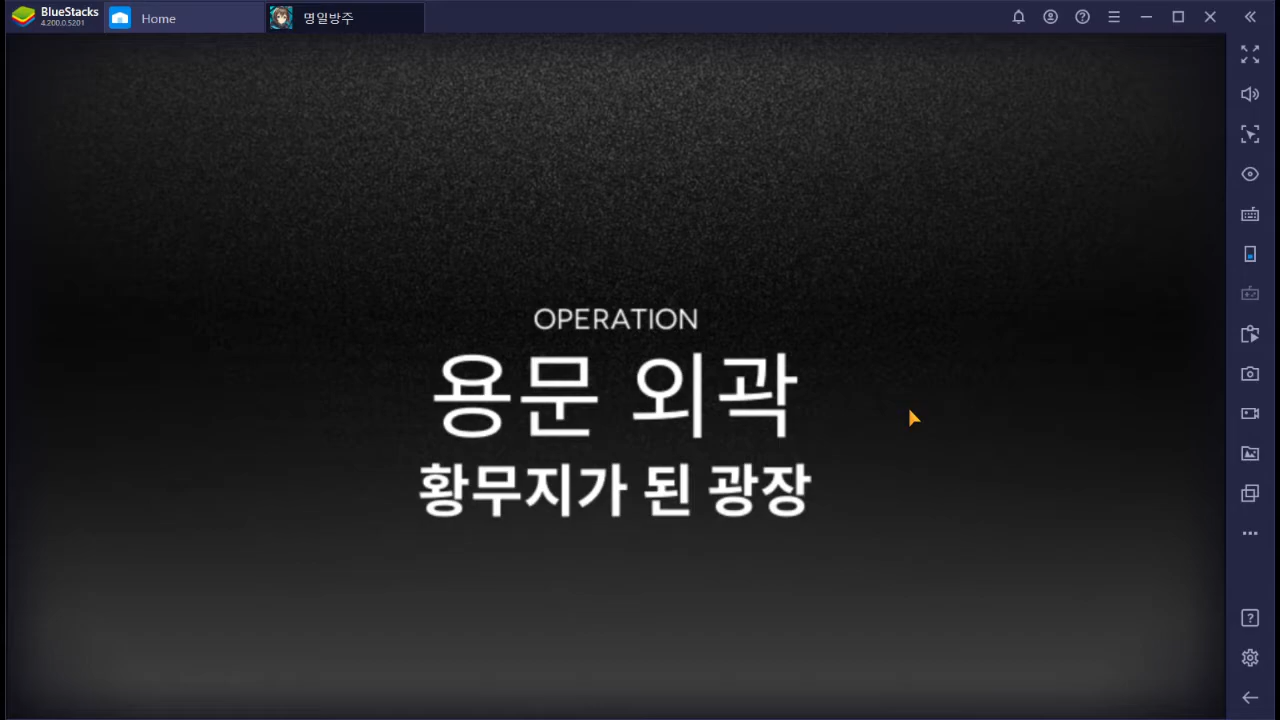 BlueStacks
4.200.0.5201
Home
명일방주
OPERATION
용문 외곽
황무지가 된 광장